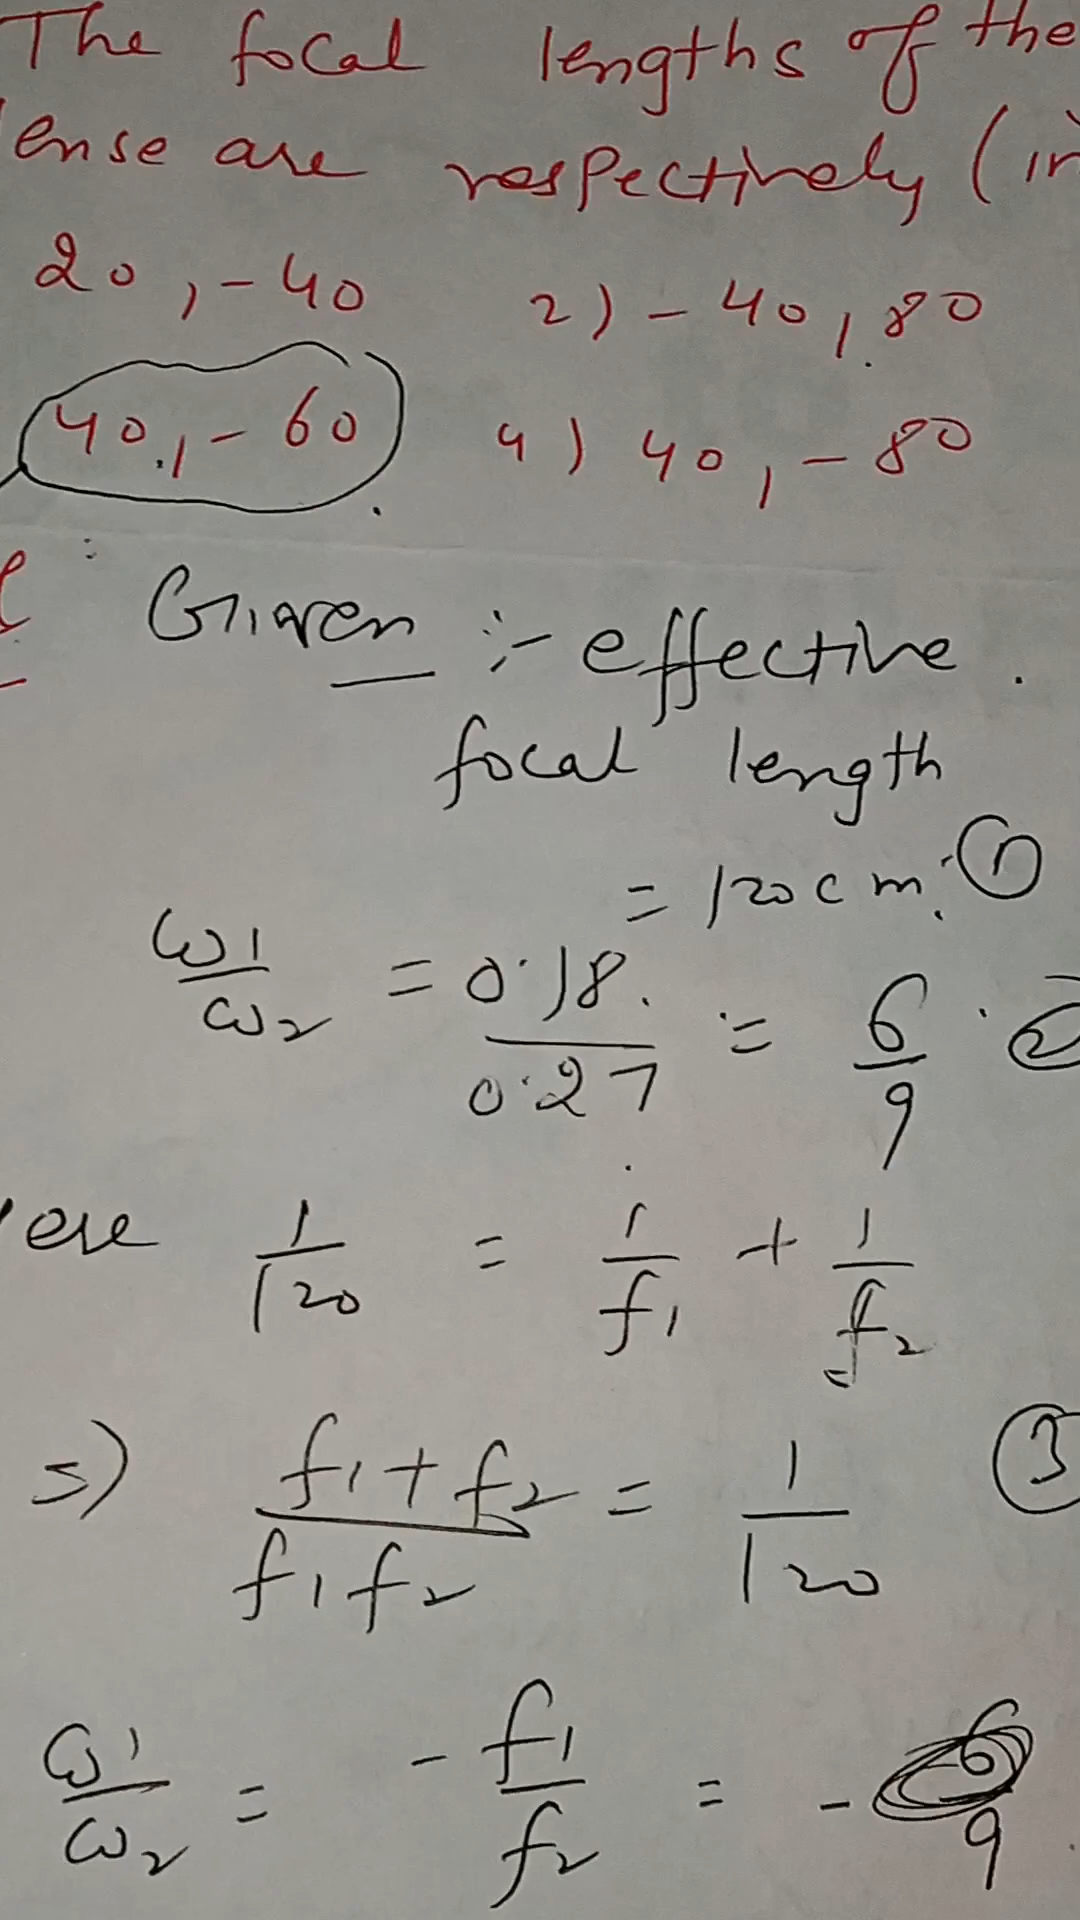 The focal lengths of the
ense are respectively (in
20, -40 2) -40, 80
40, -60 4) 40, -80
Given :- effective
focal length
= 120 cm. ①
ω1/ω2 = 0.18/0.27 = 6/9 ②
ere 1/120 = 1/f1 + 1/f2
⇒) f1+f2/f1f2 = 1/120 ③
ω1/ω2 = -f1/f2 = -6/9